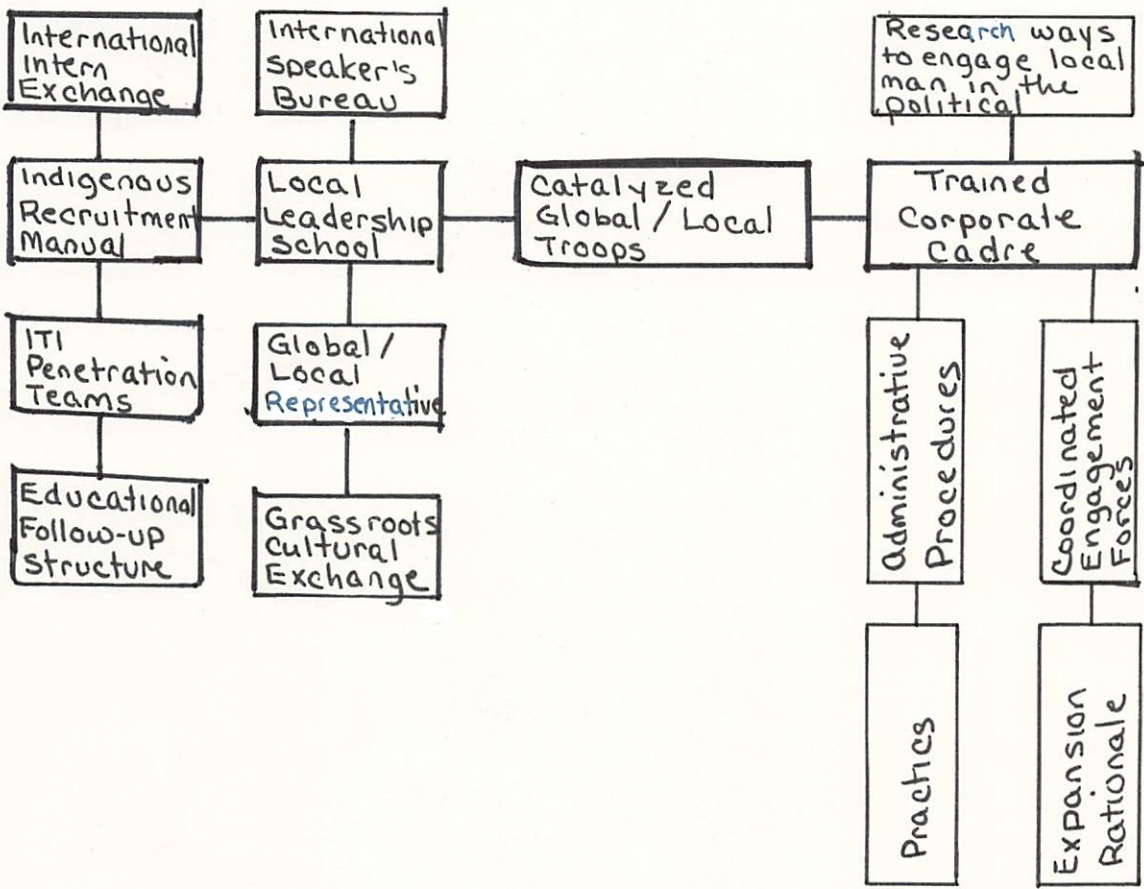 International
Intern
Exchange
International
Speaker's
Bureau
Research ways
to engage local
man in the
political
Indigenous
Recruitment
Manual
Local
Leadership
School
Catalyzed
Global / Local
Troops
Trained
Corporate
Cadre
ITI
Penetration
Teams
Global /
Local
Representative
Administrative
Procedures
Coordinated
Engagement
Forces
Educational
Follow-up
Structure
Grassroots
Cultural
Exchange
Practics
Expansion
Rationale